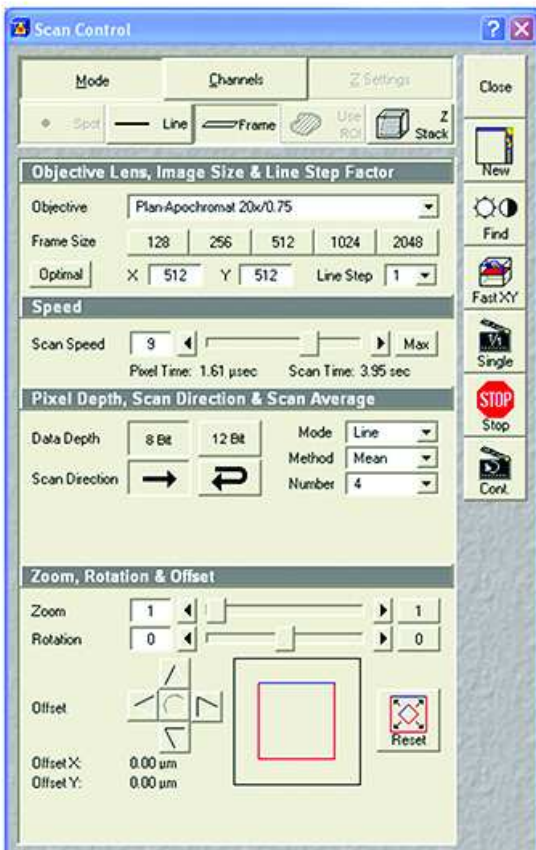 Scan Control
Mode Channels Z Settings Close
Spot Line Frame Use ROI Z Stack
New
Objective Lens, Image Size & Line Step Factor
Objective Plan-Apochromat 20x/0.75
Find
Frame Size 128 256 512 1024 2048
Optimal X 512 Y 512 Line Step 1
Fast XY
Speed
Scan Speed 9 Max
Pixel Time: 1.61 µsec Scan Time: 3.95 sec
1/1
Single
Pixel Depth, Scan Direction & Scan Average
STOP
Stop
Data Depth 8 Bit 12 Bit Mode Line
Method Mean
Scan Direction Number 4
Cont.
Zoom, Rotation & Offset
Zoom 1 1
Rotation 0 0
Offset
Reset
Offset X: 0.00 µm
Offset Y: 0.00 µm